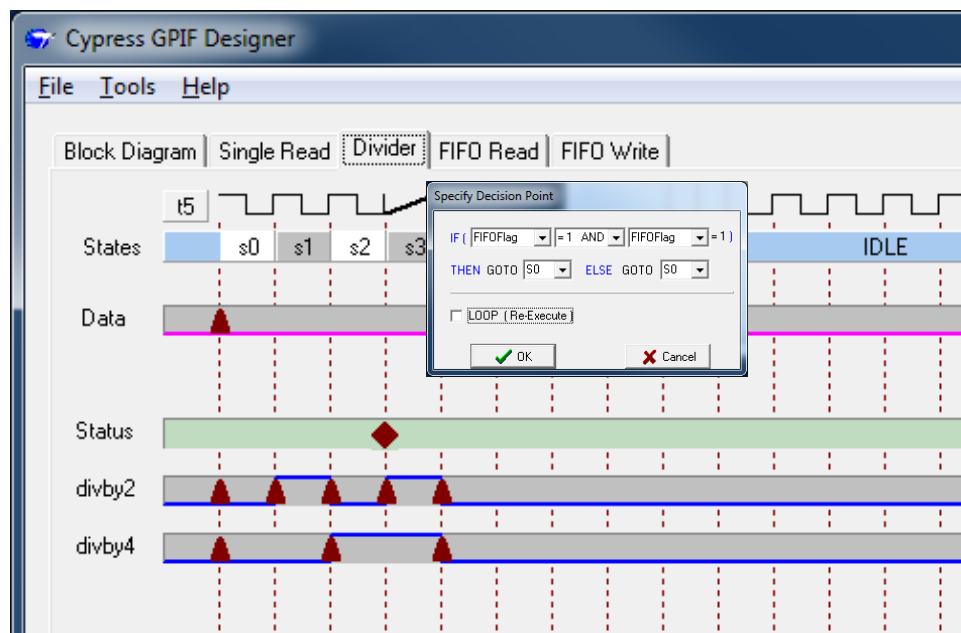 Cypress GPIF Designer
File Tools Help
Block Diagram Single Read Divider FIFO Read FIFO Write
t5
Specify Decision Point
IF ( FIFOFlag = 1 AND FIFOFlag = 1 )
THEN GOTO S0 ELSE GOTO S0
LOOP ( Re-Execute )
OK Cancel
States s0 s1 s2 s3 IDLE
Data
Status
divby2
divby4